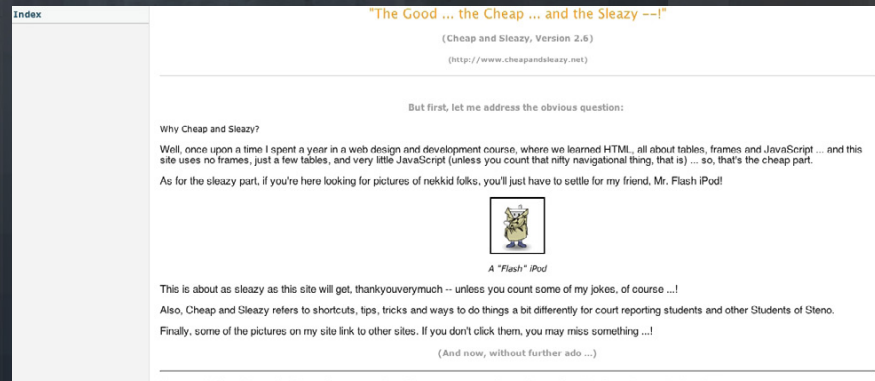 Index
"The Good ... the Cheap ... and the Sleazy --!"
(Cheap and Sleazy, Version 2.6)
(http://www.cheapandsleazy.net)
But first, let me address the obvious question:
Why Cheap and Sleazy?
Well, once upon a time I spent a year in a web design and development course, where we learned HTML, all about tables, frames and JavaScript ... and this
site uses no frames, just a few tables, and very little JavaScript (unless you count that nifty navigational thing, that is) ... so, that's the cheap part.
As for the sleazy part, if you're here looking for pictures of nekkid folks, you'll just have to settle for my friend, Mr. Flash iPod!
A "Flash" iPod
This is about as sleazy as this site will get, thankyouverymuch -- unless you count some of my jokes, of course ...!
Also, Cheap and Sleazy refers to shortcuts, tips, tricks and ways to do things a bit differently for court reporting students and other Students of Steno.
Finally, some of the pictures on my site link to other sites. If you don't click them, you may miss something ...!
(And now, without further ado ...)